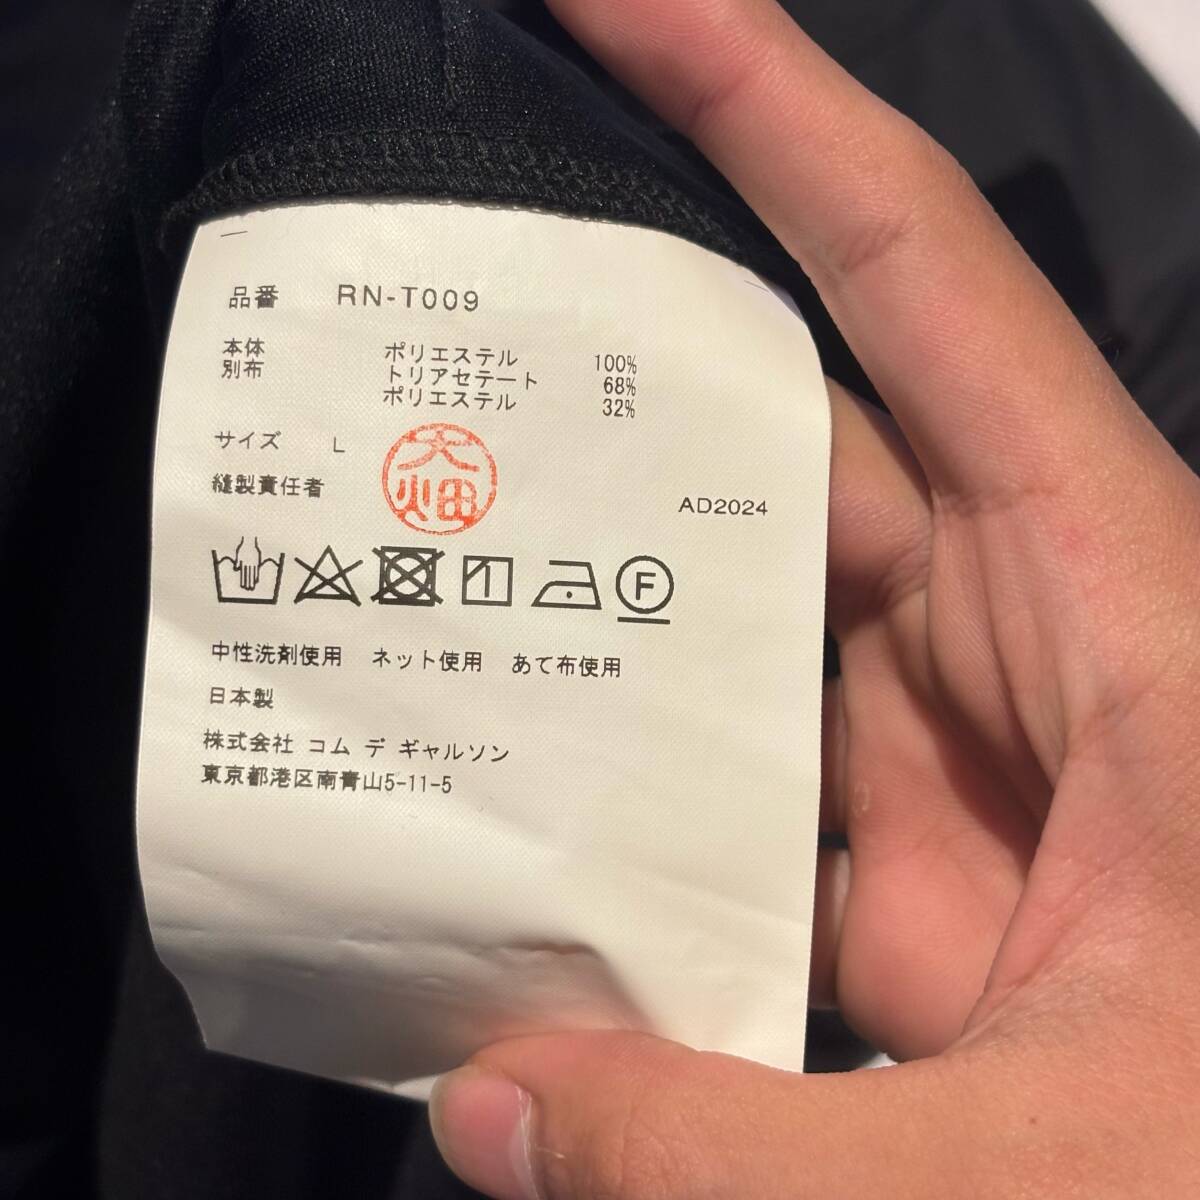 品番 RN-T009
本体 ポリエステル 100%
別布 トリアセテート 68%
ポリエステル 32%
サイズ L
縫製責任者 大畑
AD2024
F
中性洗剤使用 ネット使用 あて布使用
日本製
株式会社 コム デ ギャルソン
東京都港区南青山5-11-5